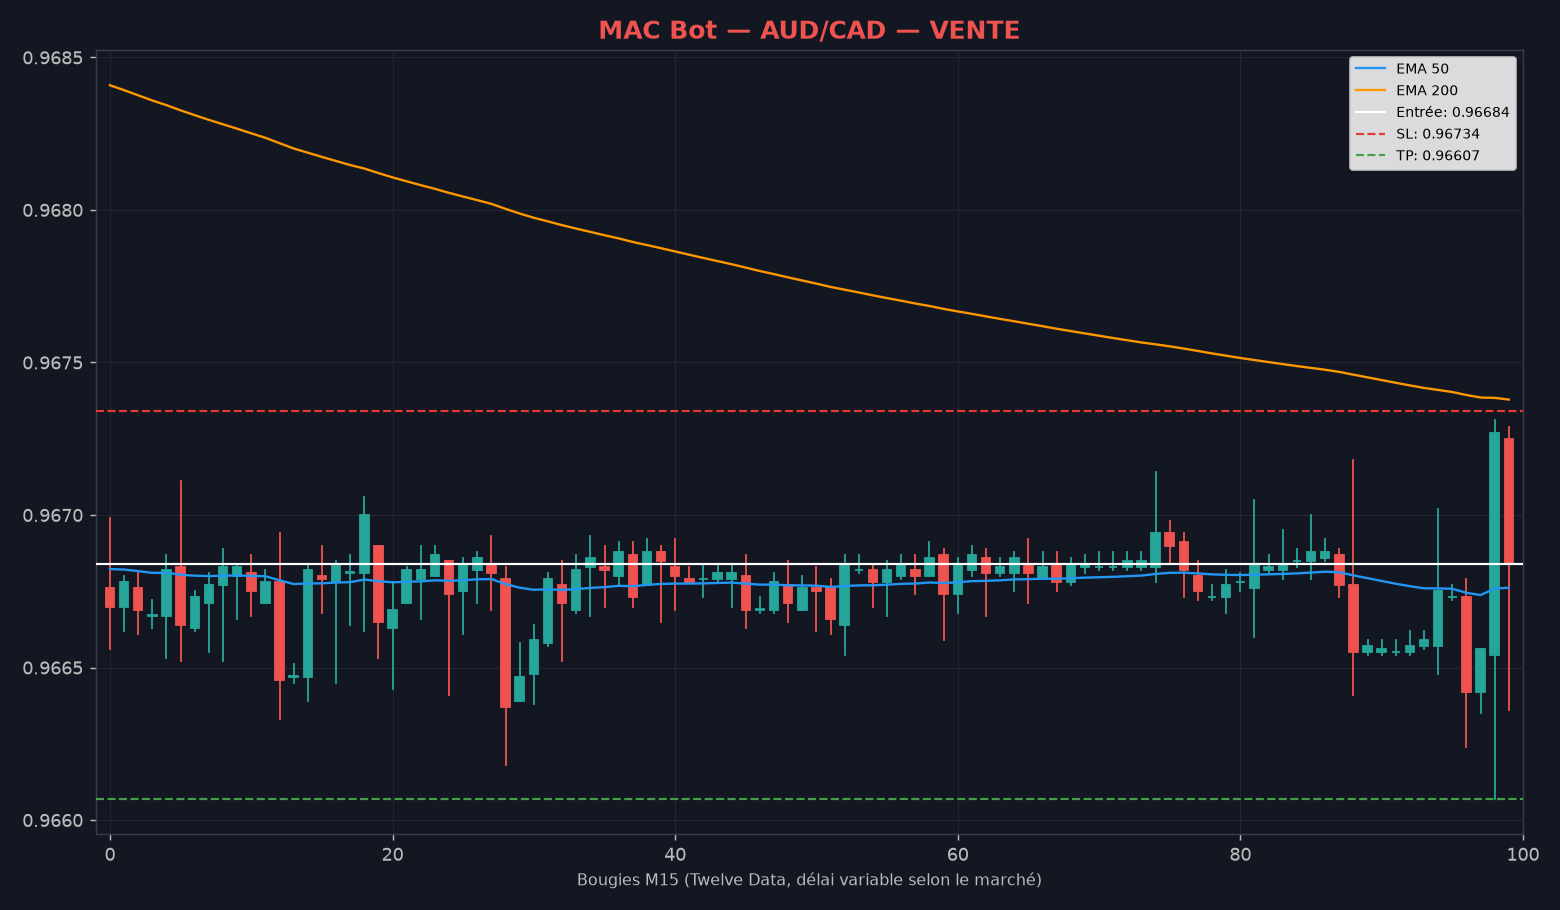 MAC Bot — AUD/CAD — VENTE
EMA 50
EMA 200
Entrée: 0.96684
SL: 0.96734
TP: 0.96607
0.9685
0.9680
0.9675
0.9670
0.9665
0.9660
0 20 40 60 80 100
Bougies M15 (Twelve Data, délai variable selon le marché)